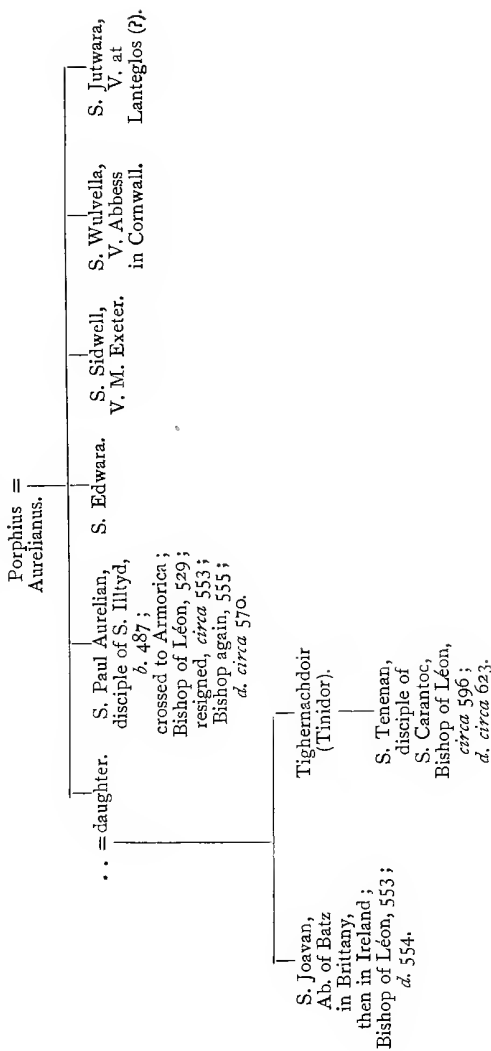 Porphius =
Aurelianus.
. . = daughter.
S. Paul Aurelian,
disciple of S. Illtyd,
b. 487 ;
crossed to Armorica ;
Bishop of Léon, 529 ;
resigned, circa 553 ;
Bishop again, 555 ;
d. circa 570.
S. Edwara.
S. Sidwell,
V. M. Exeter.
S. Wulvella,
V. Abbess
in Cornwall.
S. Jutwara,
V. at
Lanteglos (?).
S. Joavan,
Ab. of Batz
in Brittany,
then in Ireland ;
Bishop of Léon, 553 ;
d. 554.
Tighernachdoir
(Tinidor).
S. Tenenan,
disciple of
S. Carantoc,
Bishop of Léon,
circa 596 ;
d. circa 623.